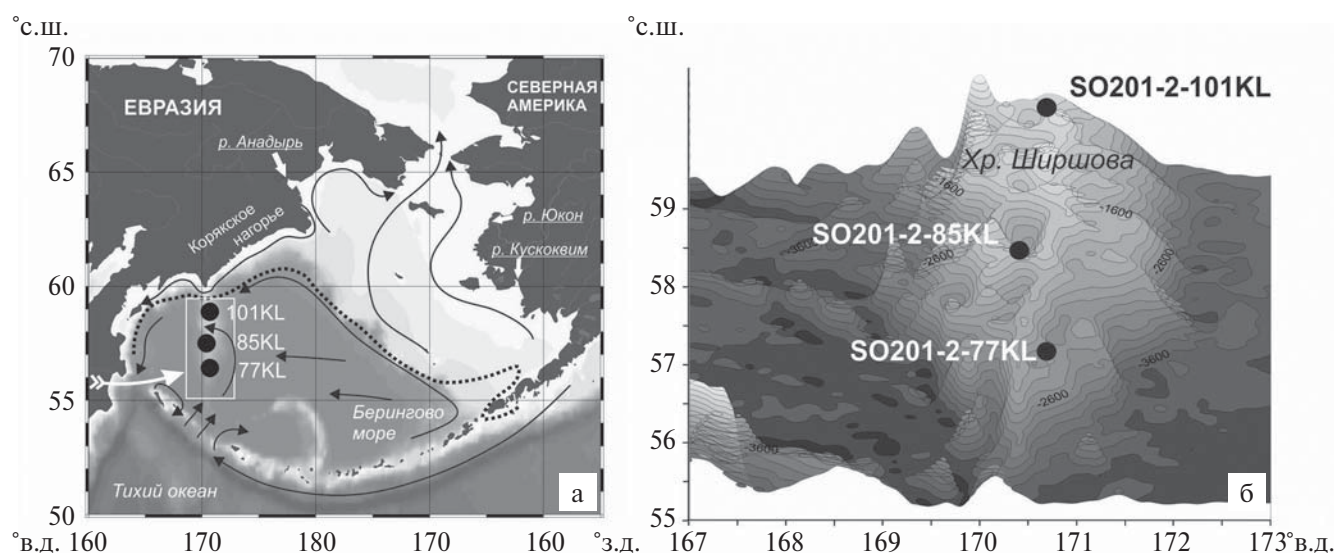 °с.ш.
70
65
60
55
50
°в.д. 160 170 180 170 160 °з.д.
ЕВРАЗИЯ
СЕВЕРНАЯ
АМЕРИКА
р. Анадырь
р. Юкон
р. Кускоквим
Корякское
нагорье
101KL
85KL
77KL
Берингово
море
Тихий океан
а
°с.ш.
59
58
57
56
55
167 168 169 170 171 172 173°в.д.
SO201-2-101KL
Хр. Ширшова
SO201-2-85KL
SO201-2-77KL
-1600
-1600
-3600
-2600
-2600
-3600
-2600
-3600
б